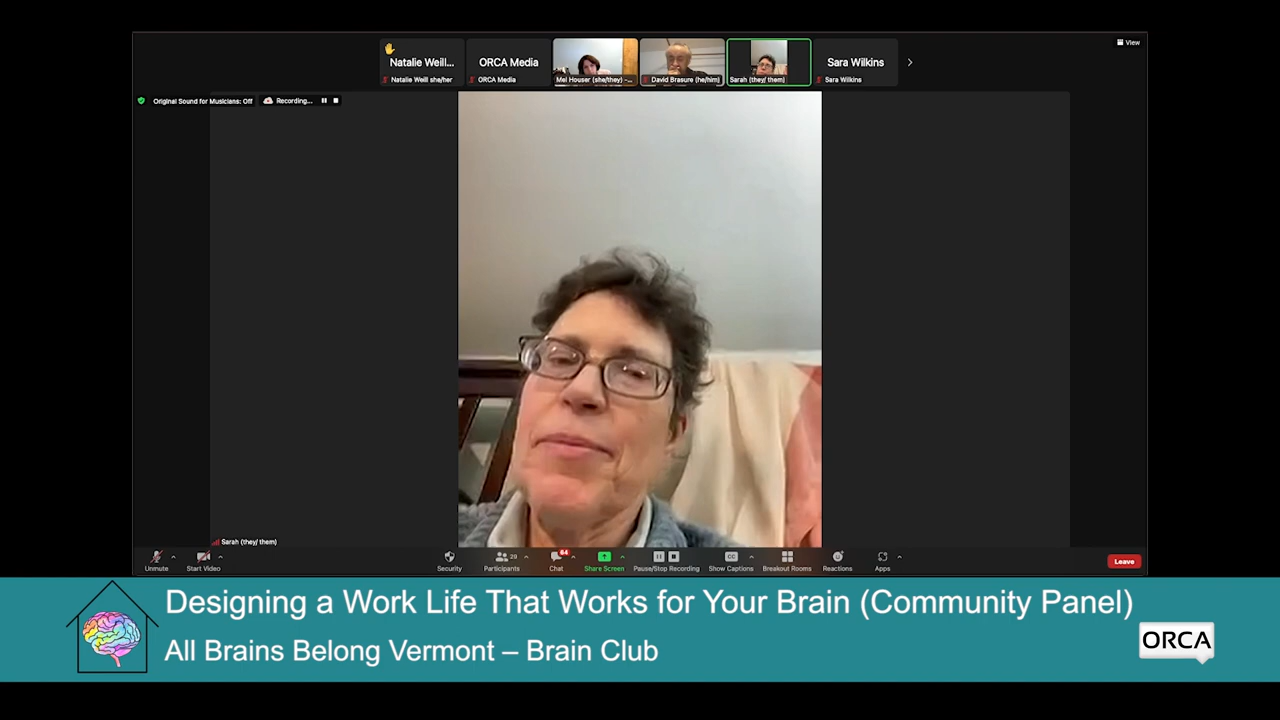 View
Natalie Weill...
ORCA Media
Sara Wilkins
Natalie Weill she/her
ORCA Media
Mel Houser (she/they) -...
David Brasure (he/him)
Sarah (they/ them)
Sara Wilkins
Original Sound for Musicians: Off
Recording...
Sarah (they/ them)
Unmute
Start Video
Security
Participants
29
Chat
64
Share Screen
Pause/Stop Recording
CC
Show Captions
Breakout Rooms
Reactions
Apps
Leave
Designing a Work Life That Works for Your Brain (Community Panel)
All Brains Belong Vermont – Brain Club
ORCA